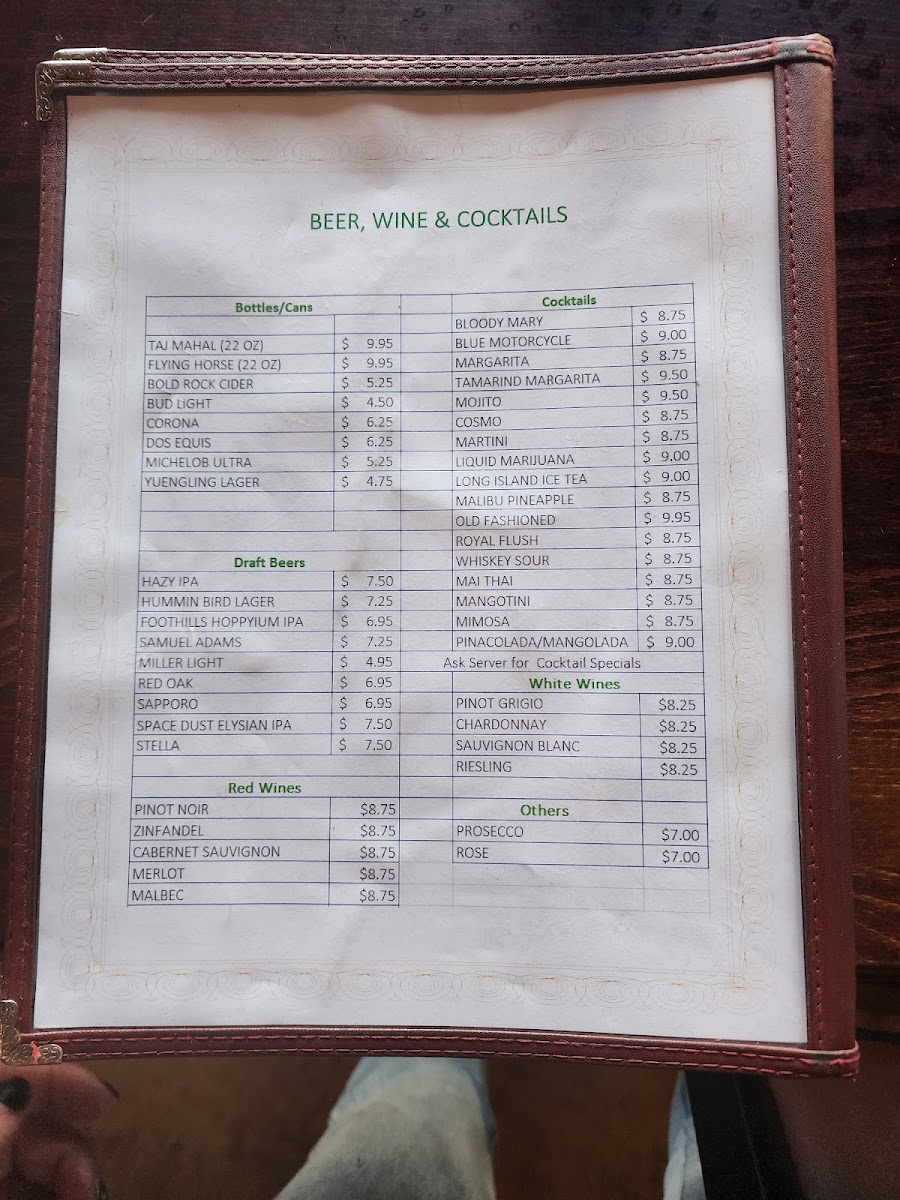 BEER, WINE & COCKTAILS
Bottles/Cans
TAJ MAHAL (22 OZ) $ 9.95
FLYING HORSE (22 OZ) $ 9.95
BOLD ROCK CIDER $ 5.25
BUD LIGHT $ 4.50
CORONA $ 6.25
DOS EQUIS $ 6.25
MICHELOB ULTRA $ 5.25
YUENGLING LAGER $ 4.75
Draft Beers
HAZY IPA $ 7.50
HUMMIN BIRD LAGER $ 7.25
FOOTHILLS HOPPYIUM IPA $ 6.95
SAMUEL ADAMS $ 7.25
MILLER LIGHT $ 4.95
RED OAK $ 6.95
SAPPORO $ 6.95
SPACE DUST ELYSIAN IPA $ 7.50
STELLA $ 7.50
Red Wines
PINOT NOIR $8.75
ZINFANDEL $8.75
CABERNET SAUVIGNON $8.75
MERLOT $8.75
MALBEC $8.75
Cocktails
BLOODY MARY $ 8.75
BLUE MOTORCYCLE $ 9.00
MARGARITA $ 8.75
TAMARIND MARGARITA $ 9.50
MOJITO $ 9.50
COSMO $ 8.75
MARTINI $ 8.75
LIQUID MARIJUANA $ 9.00
LONG ISLAND ICE TEA $ 9.00
MALIBU PINEAPPLE $ 8.75
OLD FASHIONED $ 9.95
ROYAL FLUSH $ 8.75
WHISKEY SOUR $ 8.75
MAI THAI $ 8.75
MANGOTINI $ 8.75
MIMOSA $ 8.75
PINACOLADA/MANGOLADA $ 9.00
Ask Server for Cocktail Specials
White Wines
PINOT GRIGIO $8.25
CHARDONNAY $8.25
SAUVIGNON BLANC $8.25
RIESLING $8.25
Others
PROSECCO $7.00
ROSE $7.00